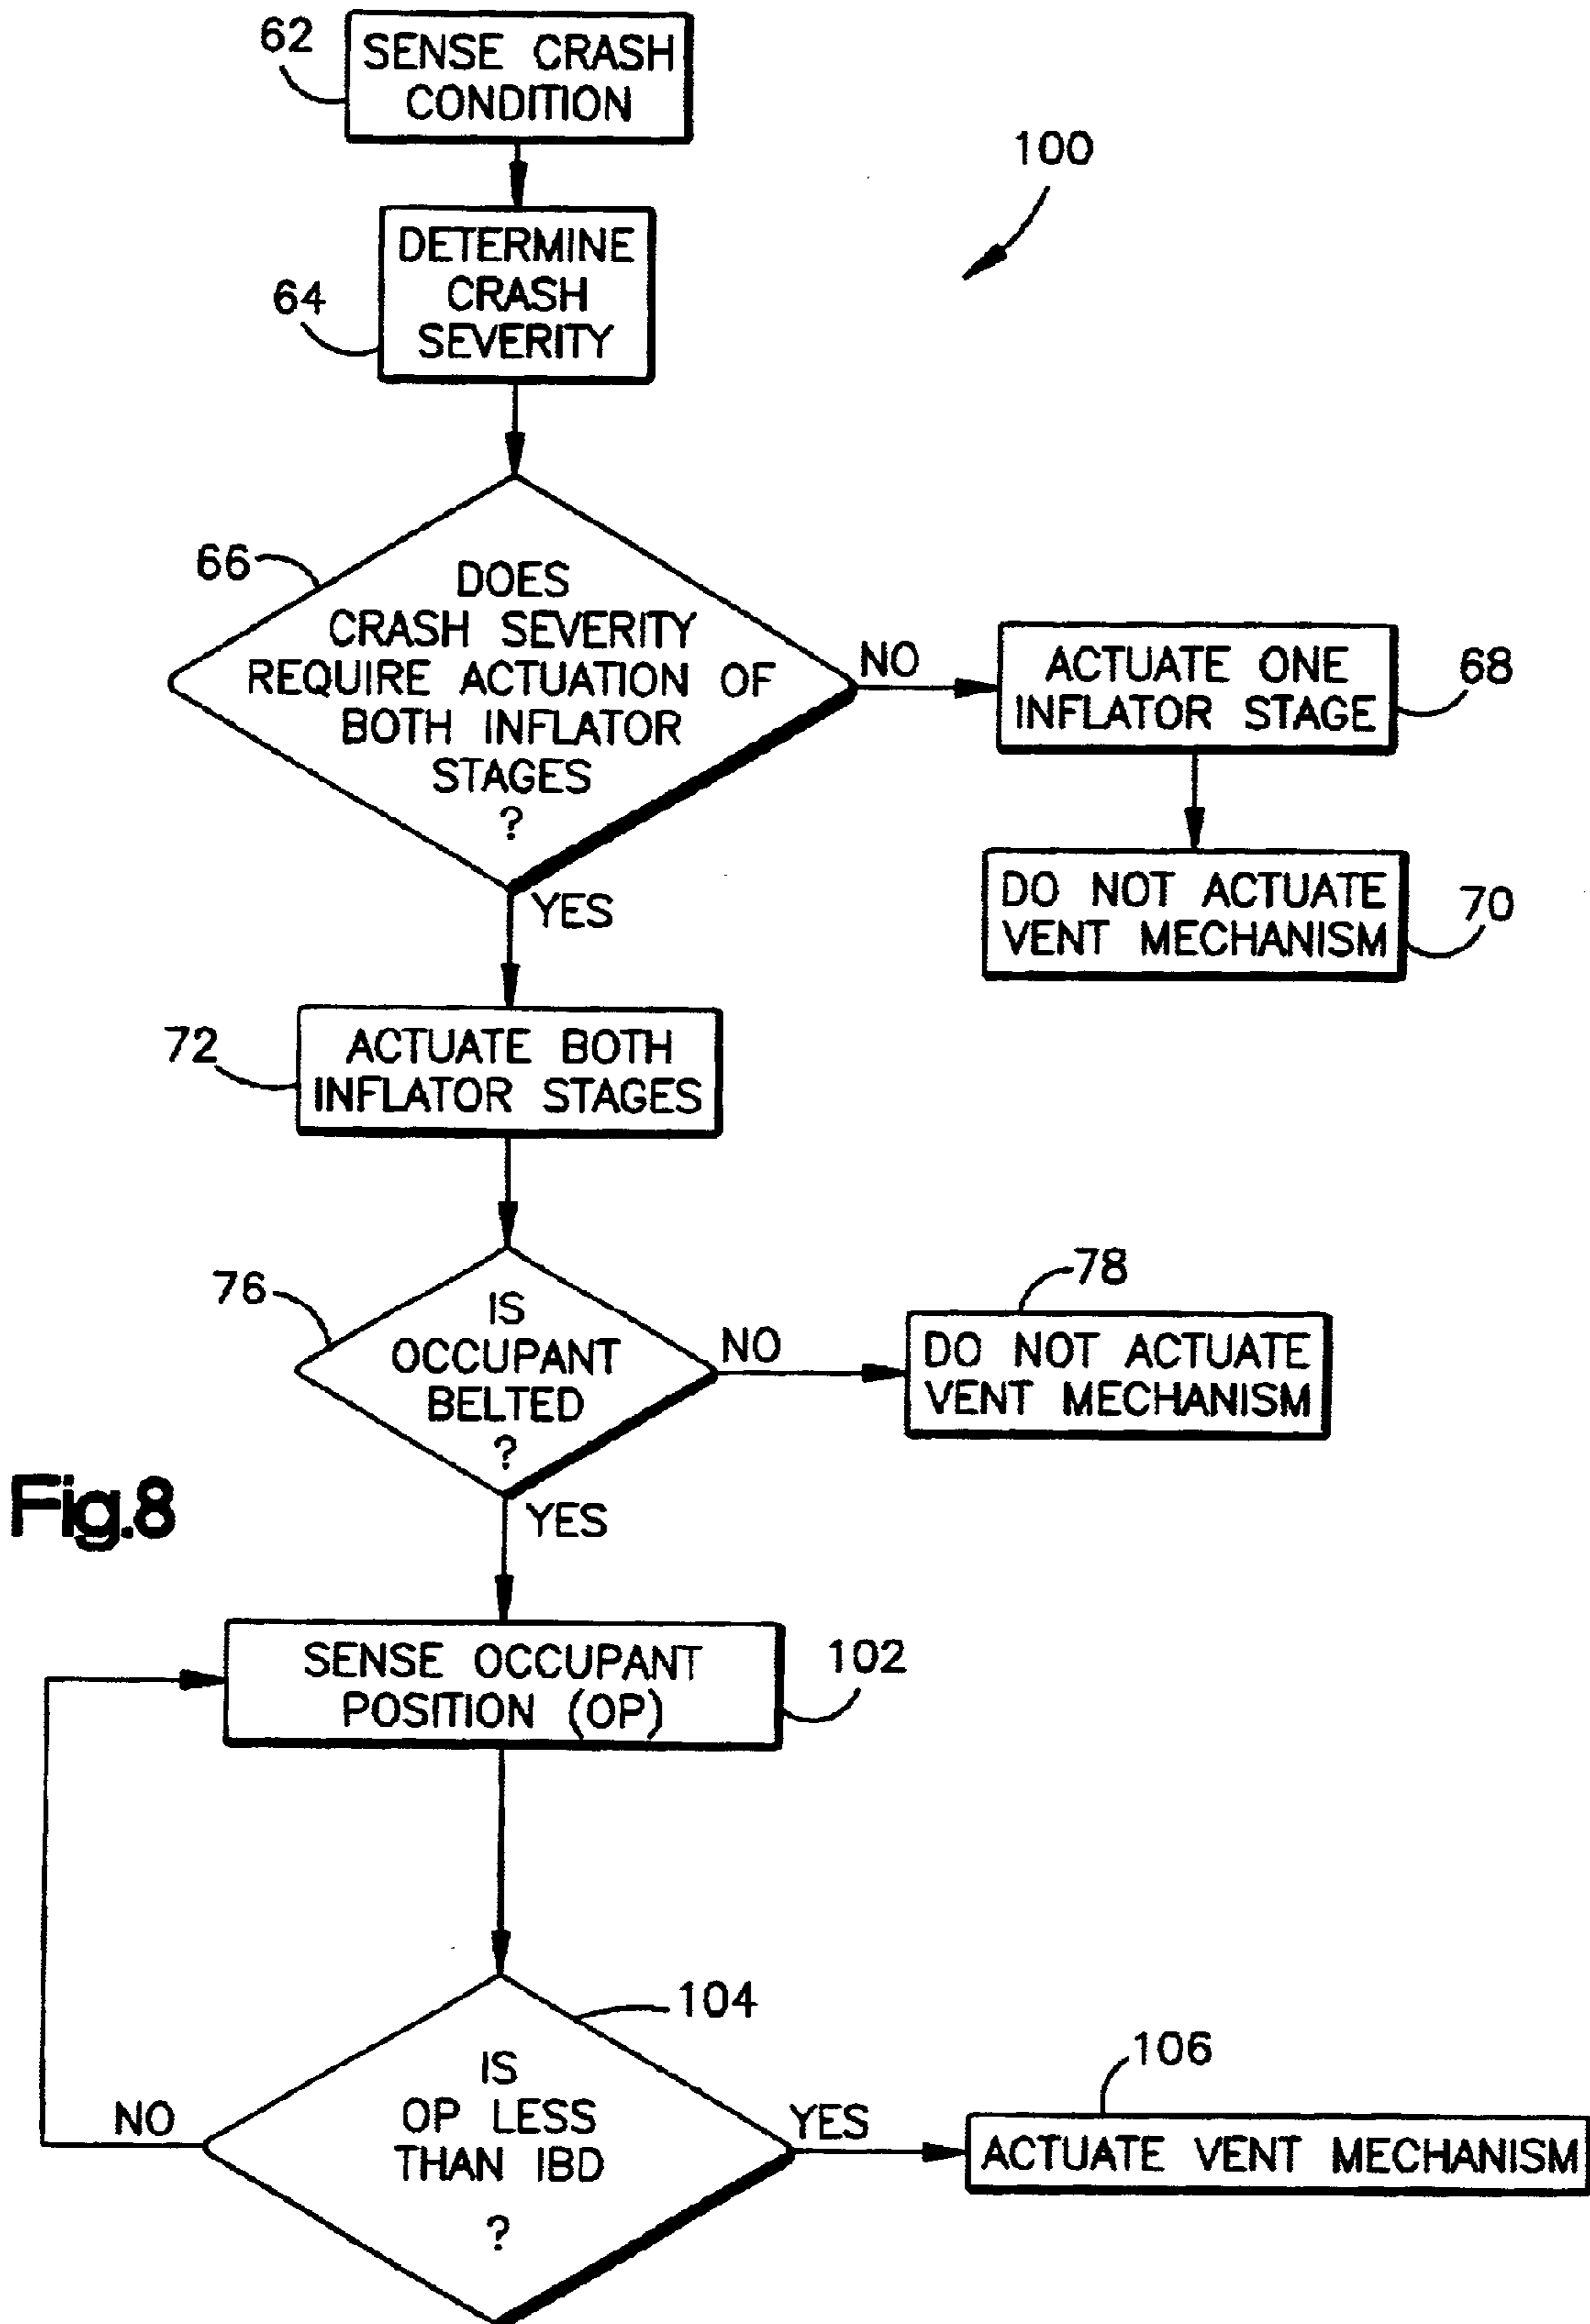 62
SENSE CRASH
CONDITION
100
64
DETERMINE
CRASH
SEVERITY
66
DOES
CRASH SEVERITY
REQUIRE ACTUATION OF
BOTH INFLATOR
STAGES
?
NO
ACTUATE ONE
INFLATOR STAGE
68
DO NOT ACTUATE
VENT MECHANISM
70
YES
72
ACTUATE BOTH
INFLATOR STAGES
76
IS
OCCUPANT
BELTED
?
NO
78
DO NOT ACTUATE
VENT MECHANISM
Fig.8
YES
SENSE OCCUPANT
POSITION (OP)
102
104
IS
OP LESS
THAN IBD
?
NO
YES
106
ACTUATE VENT MECHANISM